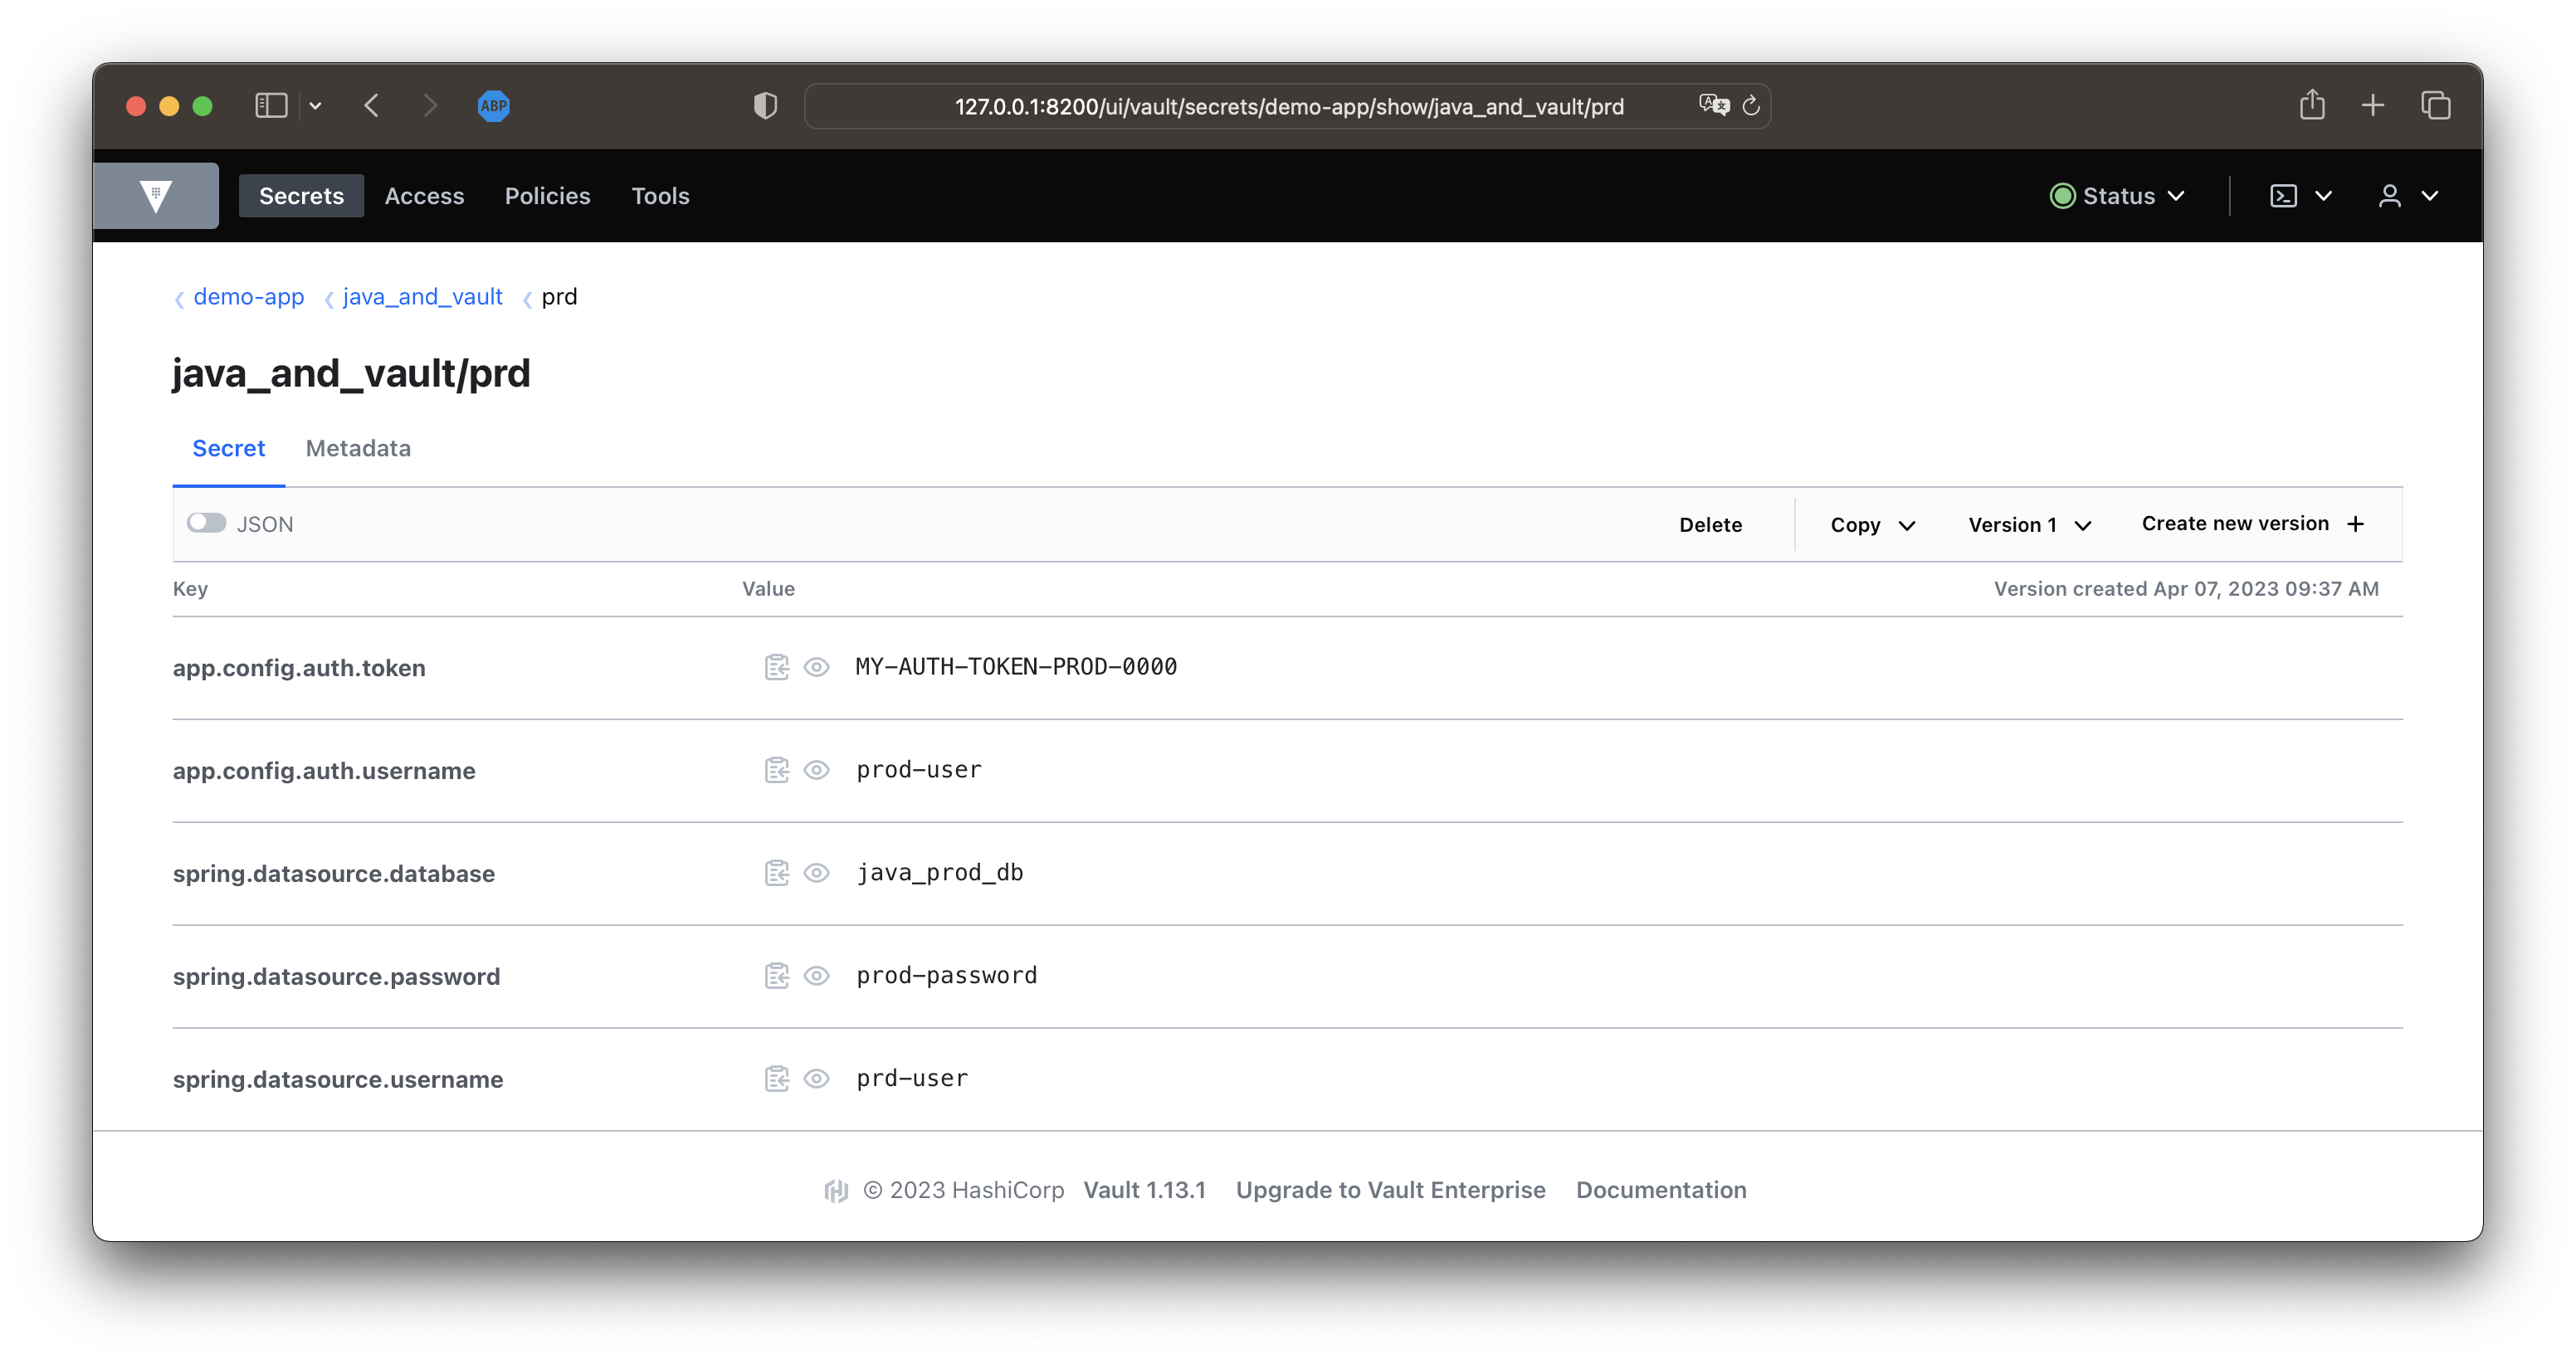 ABP
127.0.0.1:8200/ui/vault/secrets/demo-app/show/java_and_vault/prd
Secrets Access Policies Tools Status
demo-app java_and_vault prd
java_and_vault/prd
Secret Metadata
JSON Delete Copy Version 1 Create new version +
Key Value Version created Apr 07, 2023 09:37 AM
app.config.auth.token MY-AUTH-TOKEN-PROD-0000
app.config.auth.username prod-user
spring.datasource.database java_prod_db
spring.datasource.password prod-password
spring.datasource.username prd-user
© 2023 HashiCorp Vault 1.13.1 Upgrade to Vault Enterprise Documentation